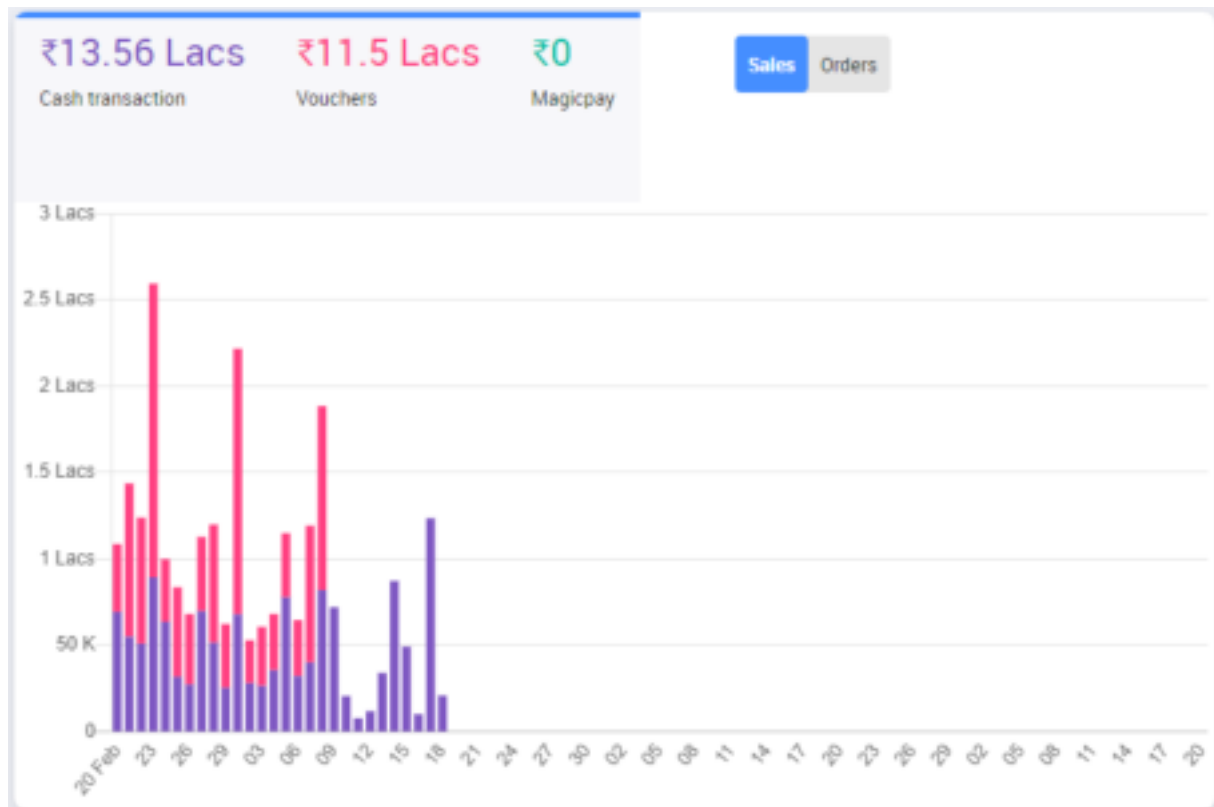 ₹13.56 Lacs ₹11.5 Lacs ₹0
Cash transaction Vouchers Magicpay
Sales Orders
3 Lacs
2.5 Lacs
2 Lacs
1.5 Lacs
1 Lacs
50 K
0
20 Feb 23 26 29 03 06 09 12 15 18 21 24 27 30 02 05 08 11 14 17 20 23 26 29 02 05 08 11 14 17 20